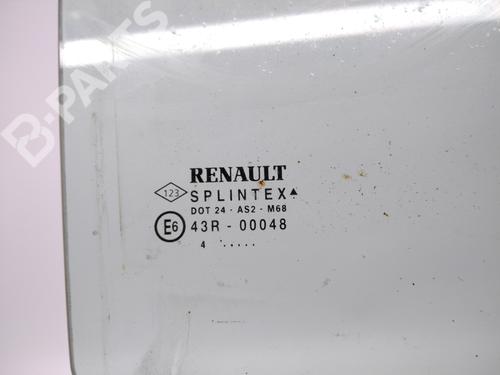 B-PARTS
RENAULT
123 SPLINTEX▲
DOT 24 - AS2 - M68
E6 43R - 00048
4 .....